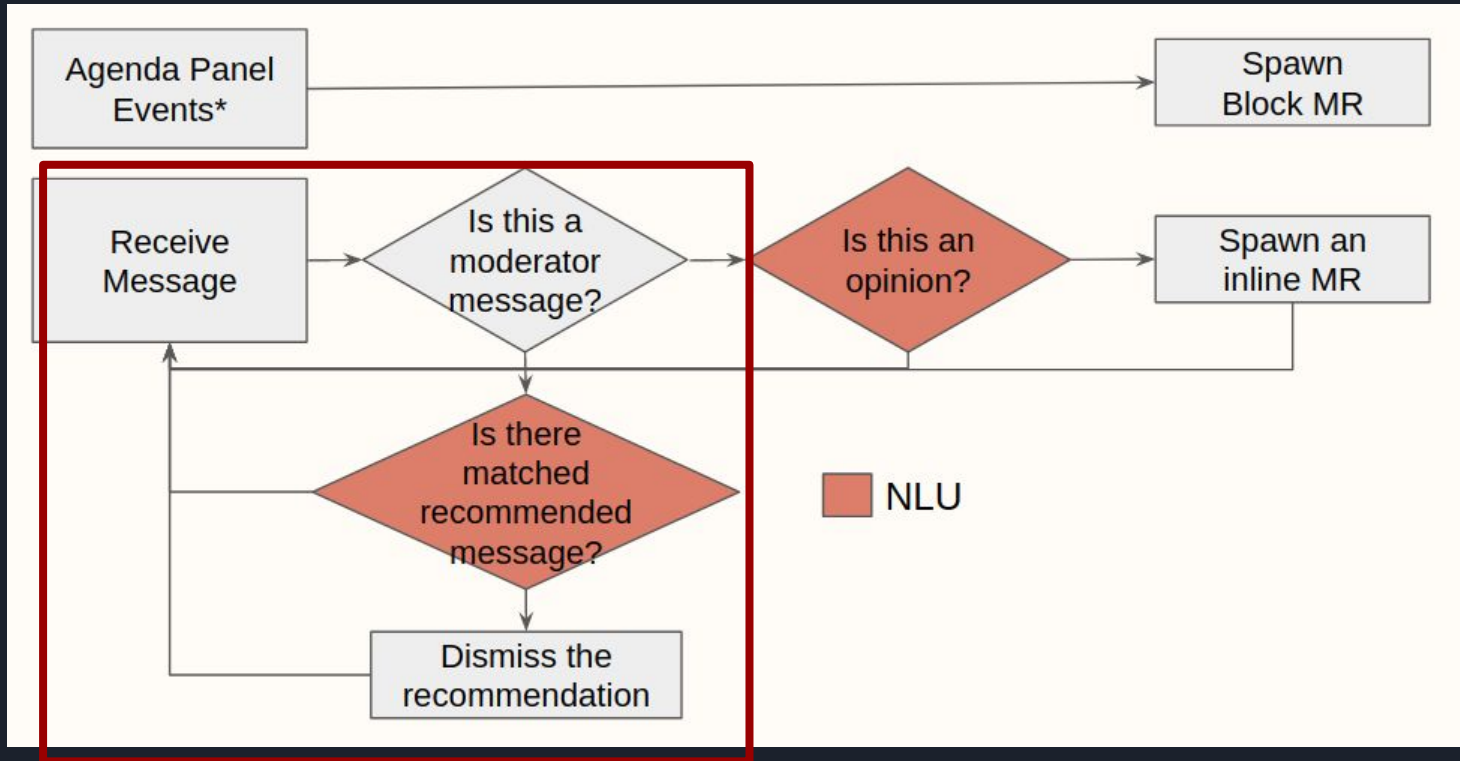 Agenda Panel
Events*
Spawn
Block MR
Receive
Message
Is this a
moderator
message?
Is this an
opinion?
Spawn an
inline MR
Is there
matched
recommended
message?
NLU
Dismiss the
recommendation